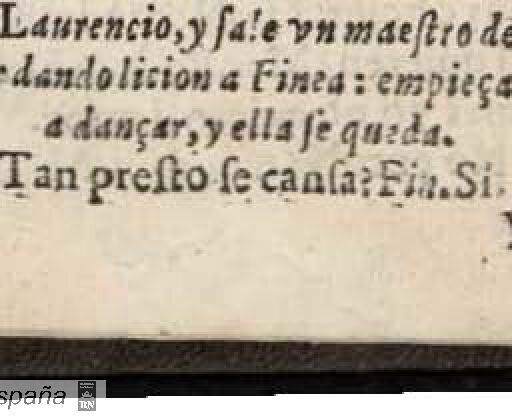 Laurencio, y ſale vn maeſtro de
dando licion a Finea: empieça
a dançar, y ella ſe queda.
Tan preſto ſe canſa? Fin. Si.
spaña